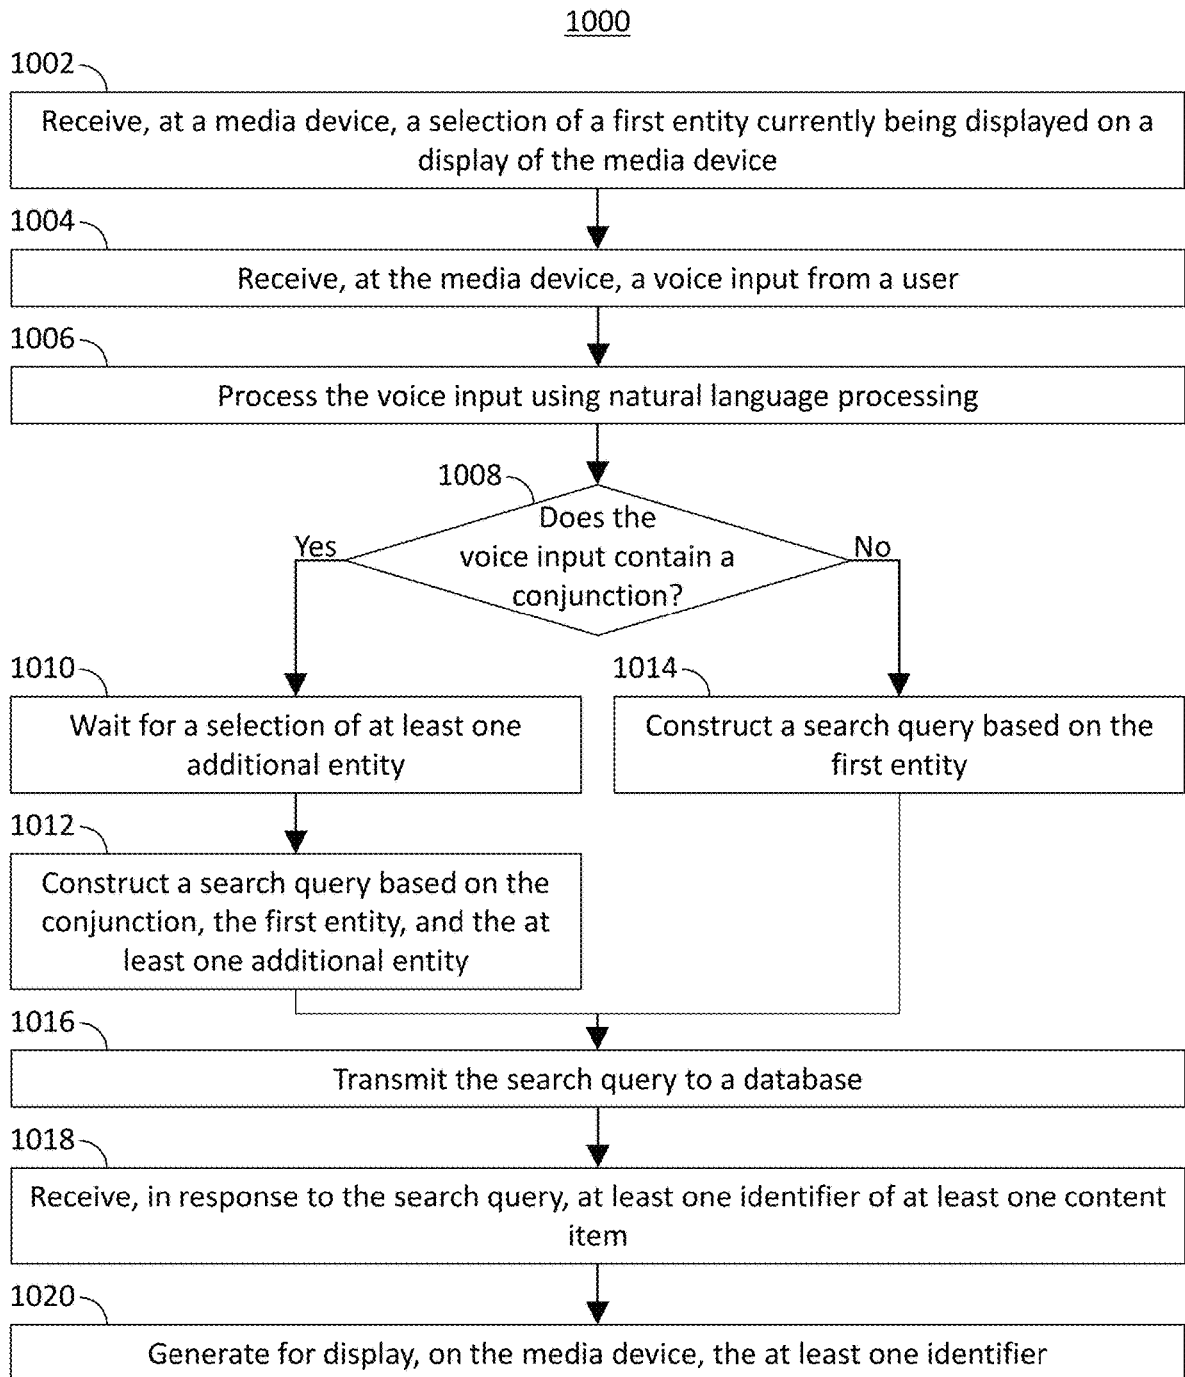 1000
1002
Receive, at a media device, a selection of a first entity currently being displayed on a
display of the media device
1004
Receive, at the media device, a voice input from a user
1006
Process the voice input using natural language processing
1008
Does the
voice input contain a
conjunction?
Yes
No
1010
Wait for a selection of at least one
additional entity
1014
Construct a search query based on the
first entity
1012
Construct a search query based on the
conjunction, the first entity, and the at
least one additional entity
1016
Transmit the search query to a database
1018
Receive, in response to the search query, at least one identifier of at least one content
item
1020
Generate for display, on the media device, the at least one identifier